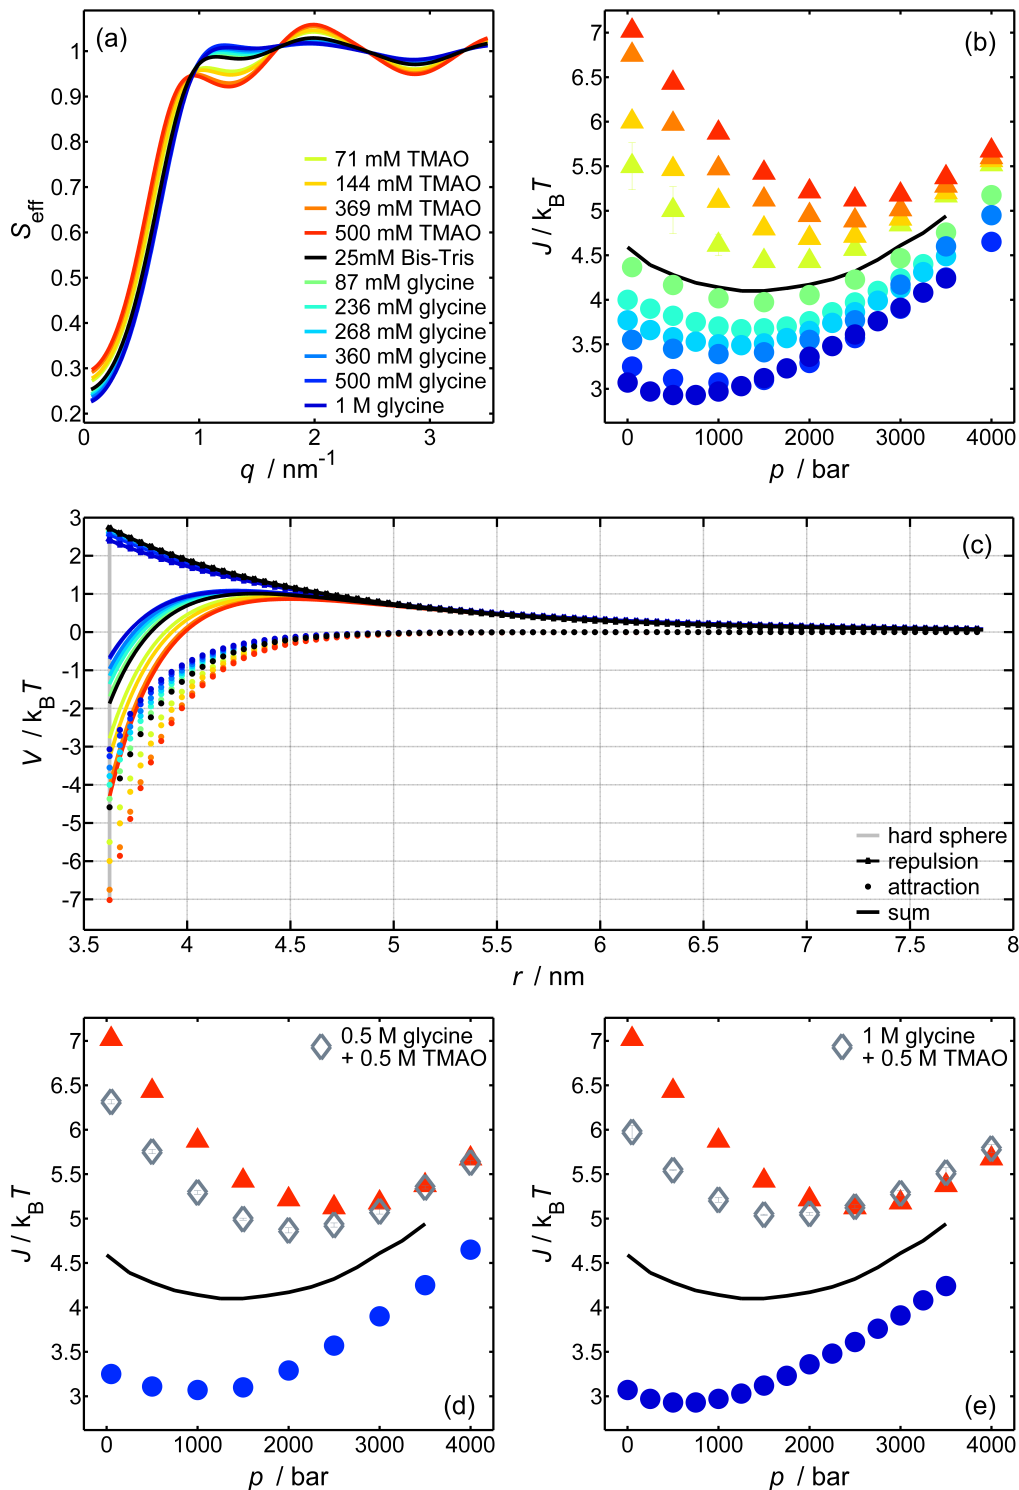 (a)
1
0.9
0.8
0.7
0.6
0.5
0.4
0.3
0.2
S_eff
71 mM TMAO
144 mM TMAO
369 mM TMAO
500 mM TMAO
25mM Bis-Tris
87 mM glycine
236 mM glycine
268 mM glycine
360 mM glycine
500 mM glycine
1 M glycine
0 1 2 3
q / nm⁻¹
(b)
7
6.5
6
5.5
5
4.5
4
3.5
3
J / k_BT
0 1000 2000 3000 4000
p / bar
(c)
3
2
1
0
-1
-2
-3
-4
-5
-6
-7
V / k_BT
hard sphere
repulsion
attraction
sum
3.5 4 4.5 5 5.5 6 6.5 7 7.5 8
r / nm
7
6.5
6
5.5
5
4.5
4
3.5
3
J / k_BT
0.5 M glycine
+ 0.5 M TMAO
(d)
0 1000 2000 3000 4000
p / bar
7
6.5
6
5.5
5
4.5
4
3.5
3
J / k_BT
1 M glycine
+ 0.5 M TMAO
(e)
0 1000 2000 3000 4000
p / bar